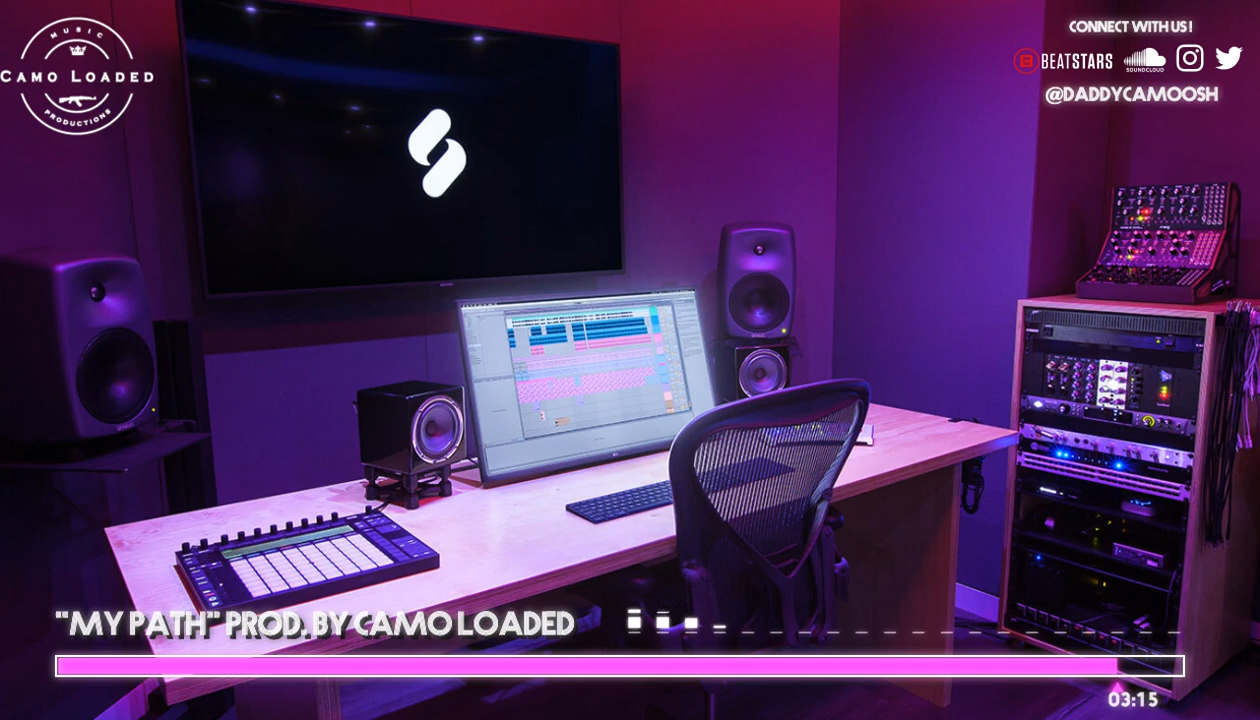 MUSIC
CAMO LOADED
PRODUCTIONS
CONNECT WITH US !
BEATSTARS
SOUNDCLOUD
@DADDYCAMOOSH
"MY PATH" PROD. BY CAMO LOADED
03:15